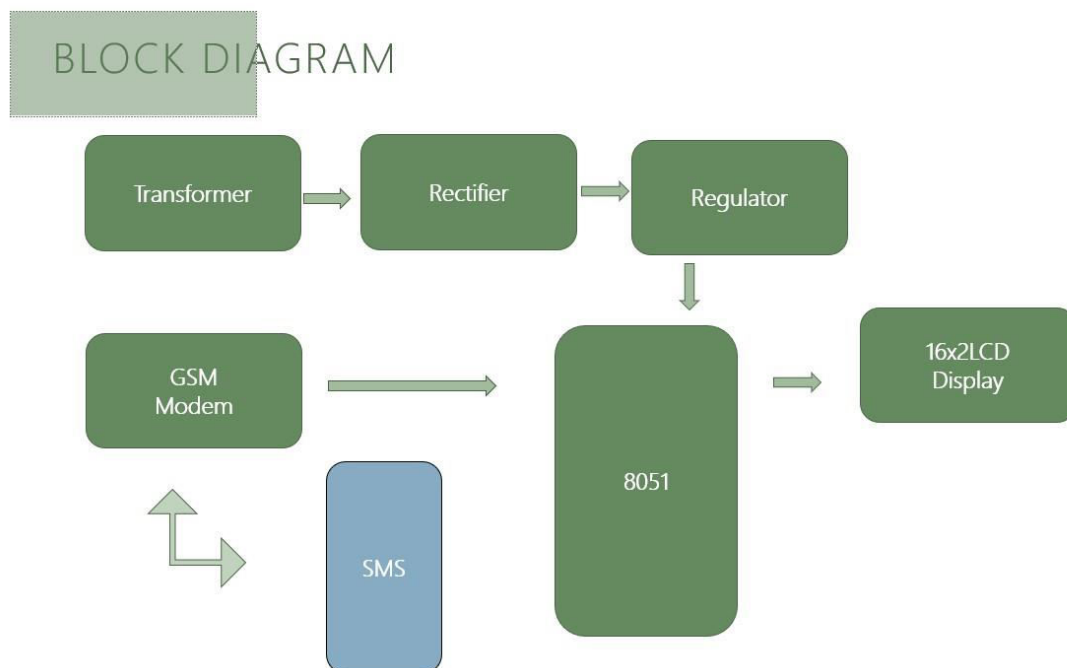 BLOCK DIAGRAM
Transformer
Rectifier
Regulator
GSM
Modem
16x2LCD
Display
8051
SMS